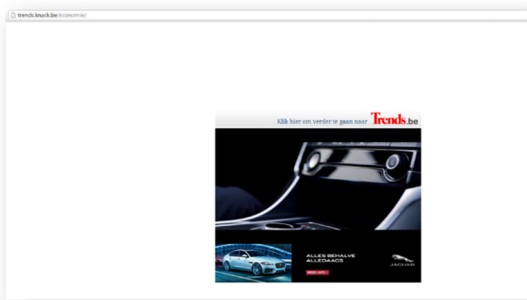 trends.knack.be/economie/
Klik hier om verder te gaan naar Trends.be
ALLES BEHALVE
ALLEDAAGS
JAGUAR